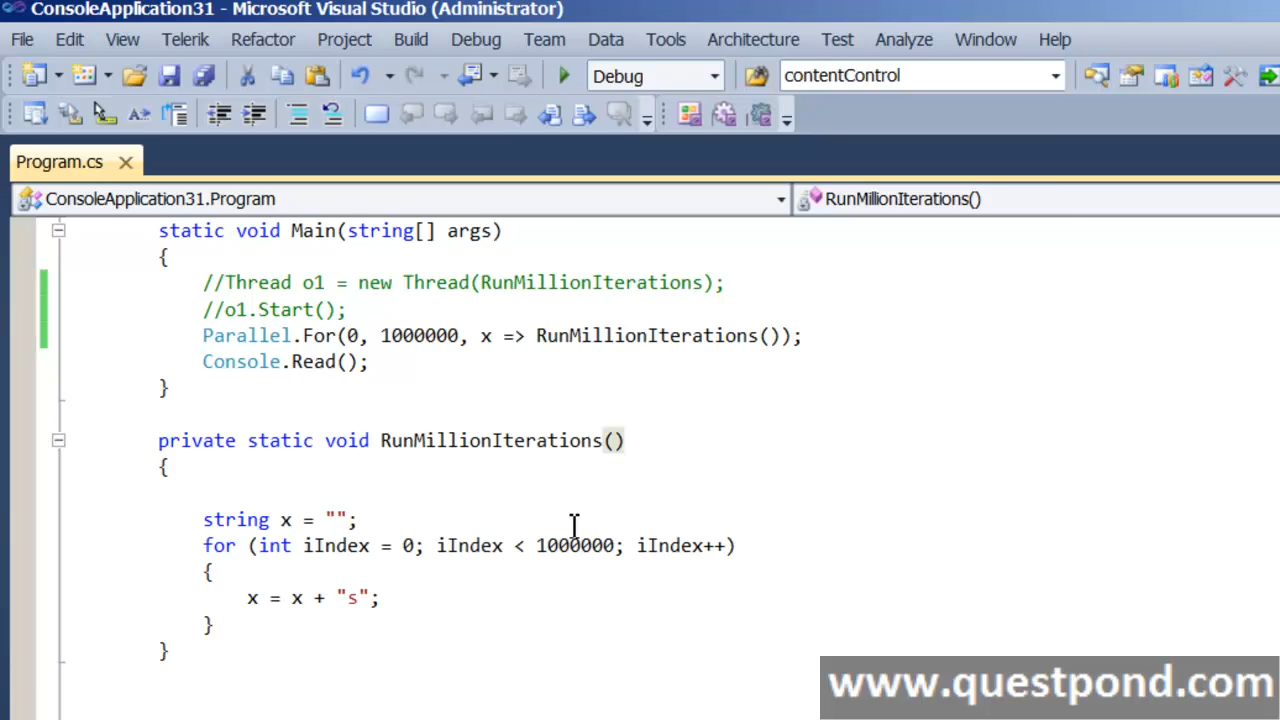 ConsoleApplication31 - Microsoft Visual Studio (Administrator)
File Edit View Telerik Refactor Project Build Debug Team Data Tools Architecture Test Analyze Window Help
Debug contentControl
Program.cs
ConsoleApplication31.Program RunMillionIterations()
static void Main(string[] args)
{
//Thread o1 = new Thread(RunMillionIterations);
//o1.Start();
Parallel.For(0, 1000000, x => RunMillionIterations());
Console.Read();
}
private static void RunMillionIterations()
{
string x = "";
for (int iIndex = 0; iIndex < 1000000; iIndex++)
{
x = x + "s";
}
}
www.questpond.com